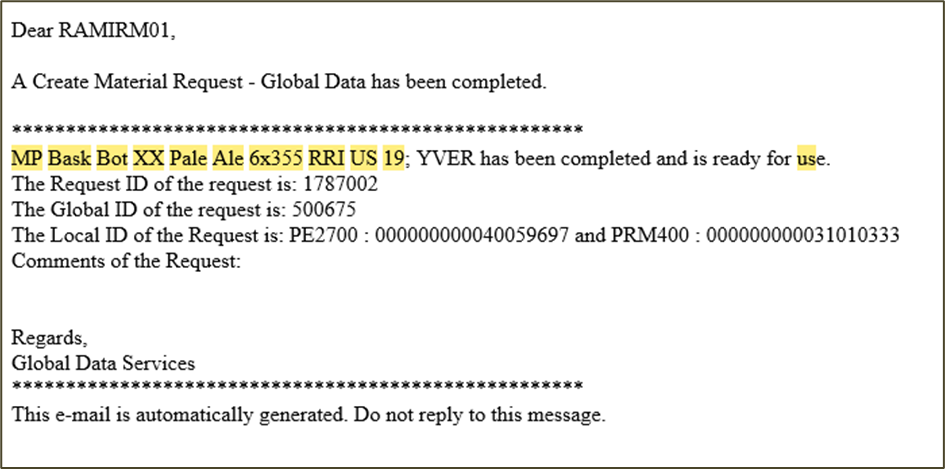 Dear RAMIRM01,
A Create Material Request - Global Data has been completed.
*******************************************************
MP Bask Bot XX Pale Ale 6x355 RRI US 19; YVER has been completed and is ready for use.
The Request ID of the request is: 1787002
The Global ID of the request is: 500675
The Local ID of the Request is: PE2700 : 000000000040059697 and PRM400 : 000000000031010333
Comments of the Request:
Regards,
Global Data Services
*******************************************************
This e-mail is automatically generated. Do not reply to this message.